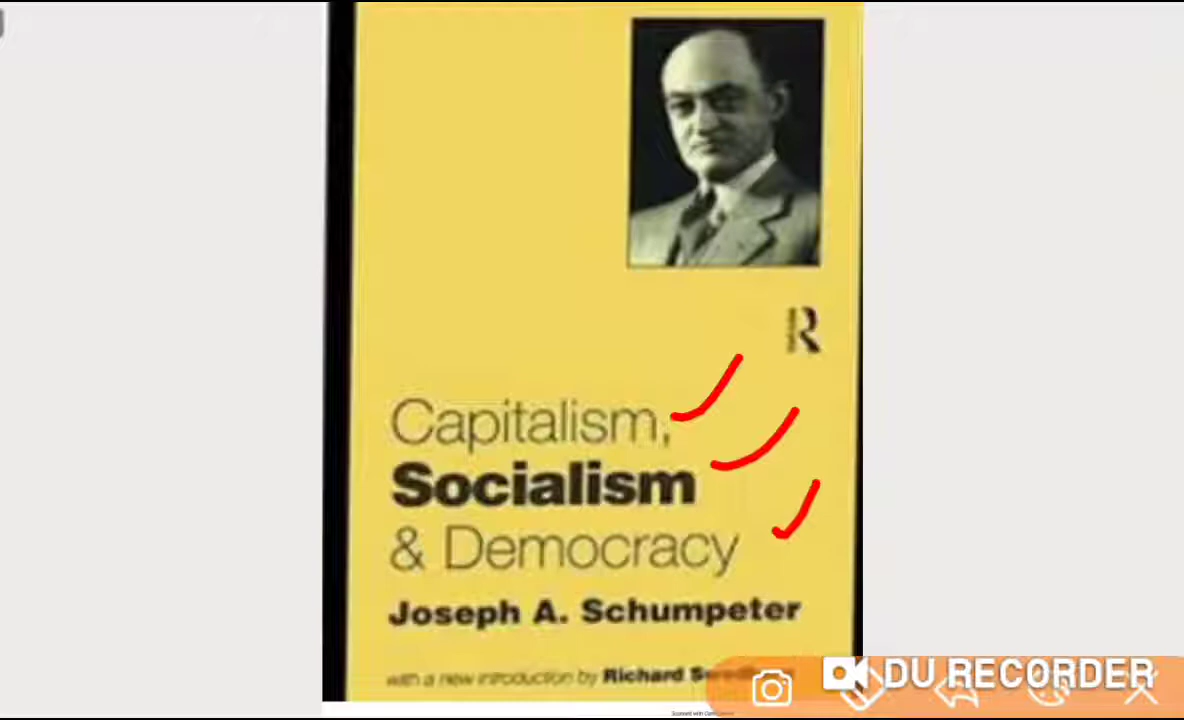 R
Capitalism,
Socialism
& Democracy
Joseph A. Schumpeter
with a new introduction by Richard
DU RECORDER